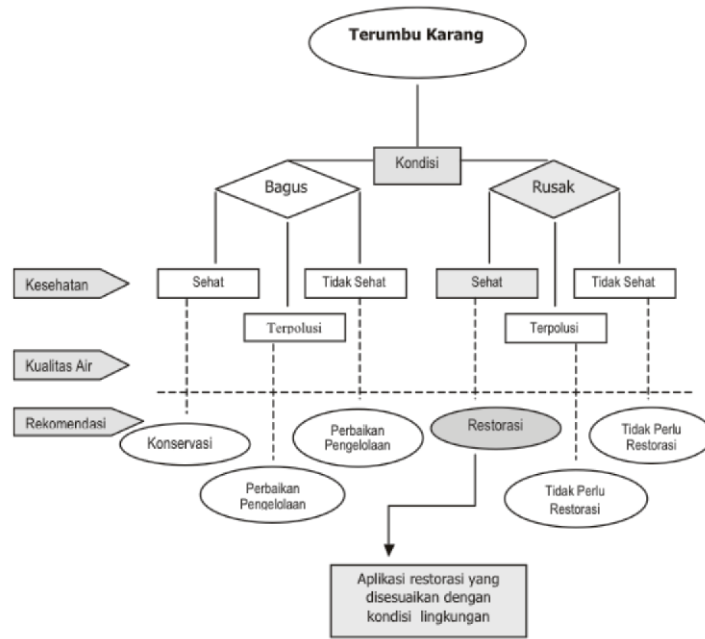 Terumbu Karang
Kondisi
Bagus
Rusak
Kesehatan
Sehat
Tidak Sehat
Sehat
Tidak Sehat
Terpolusi
Terpolusi
Kualitas Air
Rekomendasi
Konservasi
Perbaikan
Pengelolaan
Perbaikan
Pengelolaan
Restorasi
Tidak Perlu
Restorasi
Tidak Perlu
Restorasi
Aplikasi restorasi yang
disesuaikan dengan
kondisi lingkungan